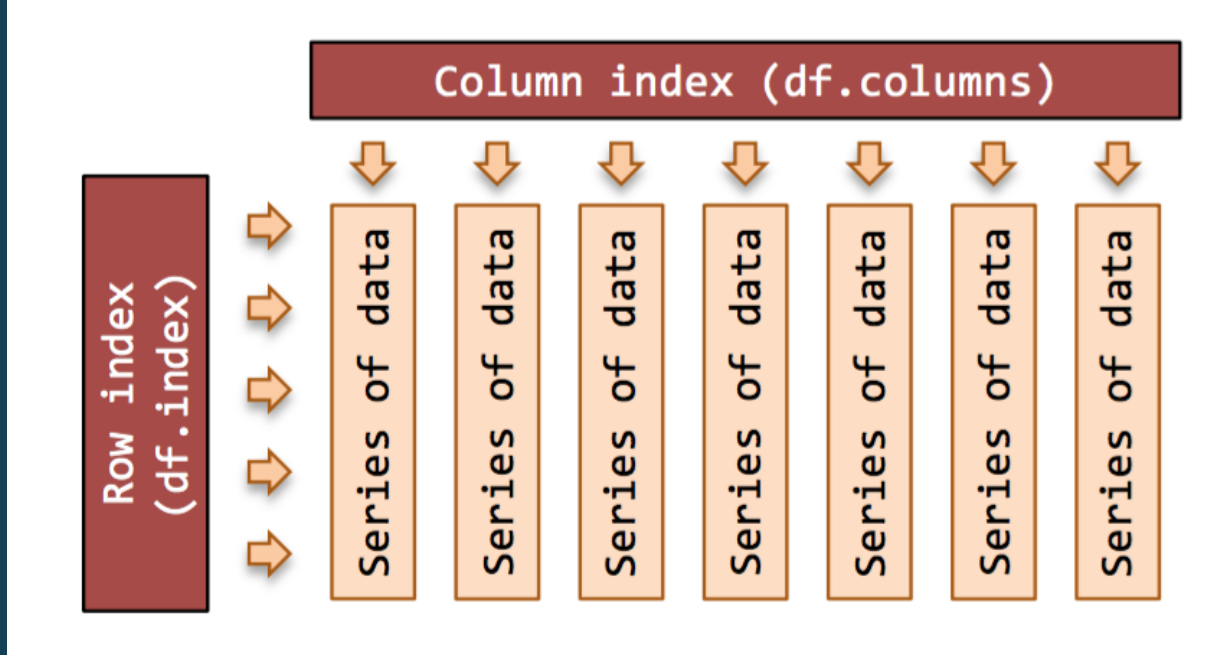 Column index (df.columns)
Row index
(df.index)
Series of data
Series of data
Series of data
Series of data
Series of data
Series of data
Series of data